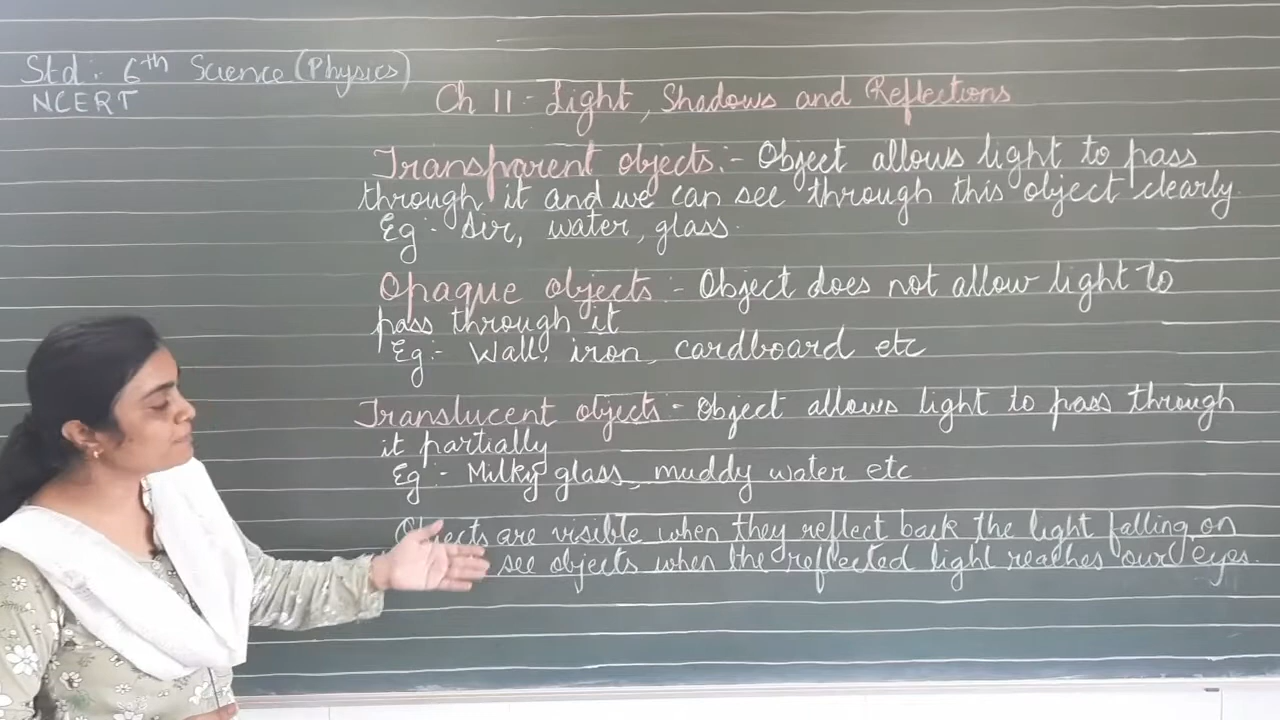 Std:- 6th Science (Physics)
NCERT
Ch 11 - Light, Shadows and Reflections
Transparent objects:- Object allows light to pass
through it and we can see through this object clearly.
Eg:- Air, water, glass.
Opaque objects:- Object does not allow light to
pass through it
Eg:- Wall, iron, cardboard etc
Translucent objects - Object allows light to pass through
it partially
Eg:- Milky glass, muddy water etc
Objects are visible when they reflect back the light falling on
see objects when the reflected light reaches our eyes.